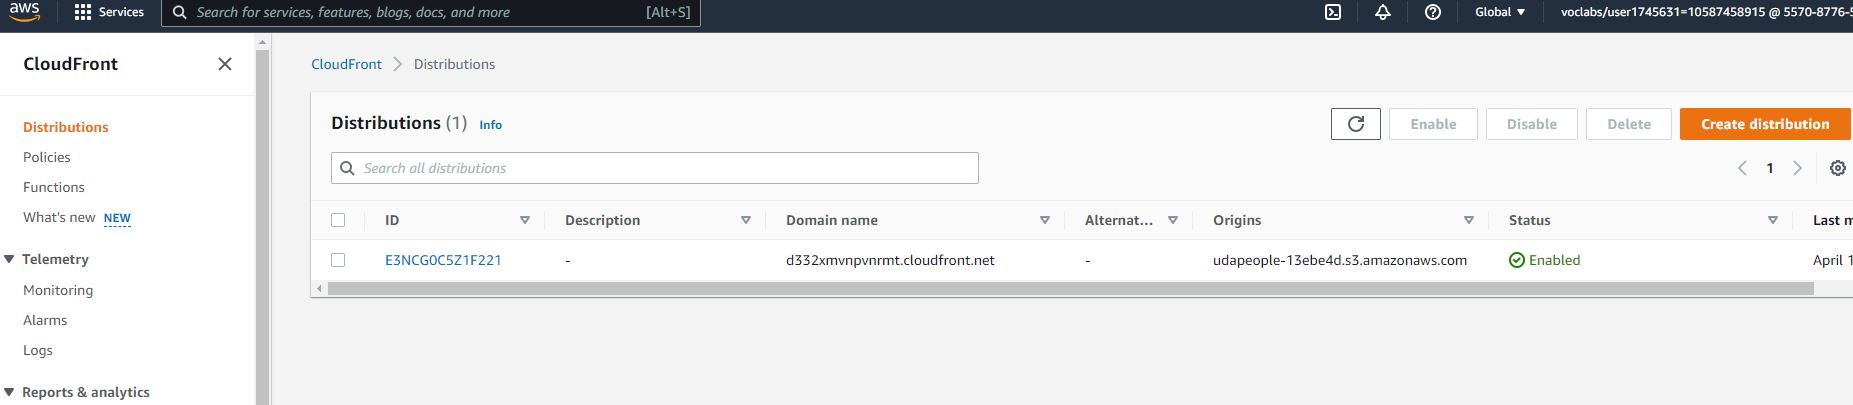 aws
Services
Search for services, features, blogs, docs, and more
[Alt+S]
Global
voclabs/user1745631=10587458915 @ 5570-8776-5
CloudFront
CloudFront
Distributions
Distributions (1)
Info
Enable
Disable
Delete
Create distribution
Search all distributions
1
ID
Description
Domain name
Alternat...
Origins
Status
Last m
E3NCG0C5Z1F221
-
d332xmvnpvnrmt.cloudfront.net
-
udapeople-13ebe4d.s3.amazonaws.com
Enabled
April 1
Distributions
Policies
Functions
What's new NEW
Telemetry
Monitoring
Alarms
Logs
Reports & analytics